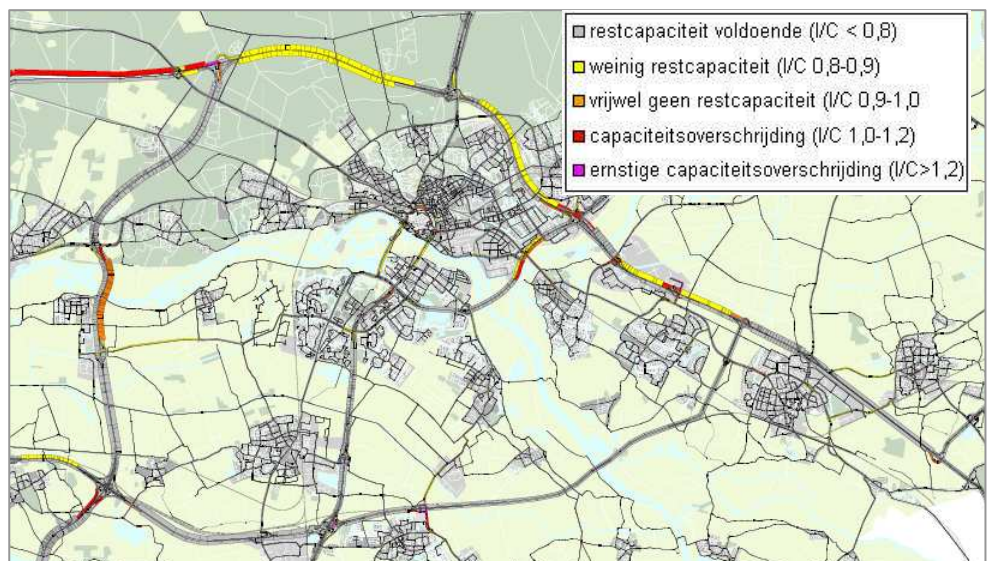 restcapaciteit voldoende (I/C < 0,8)
weinig restcapaciteit (I/C 0,8-0,9)
vrijwel geen restcapaciteit (I/C 0,9-1,0
capaciteitsoverschrijding (I/C 1,0-1,2)
ernstige capaciteitsoverschrijding (I/C>1,2)